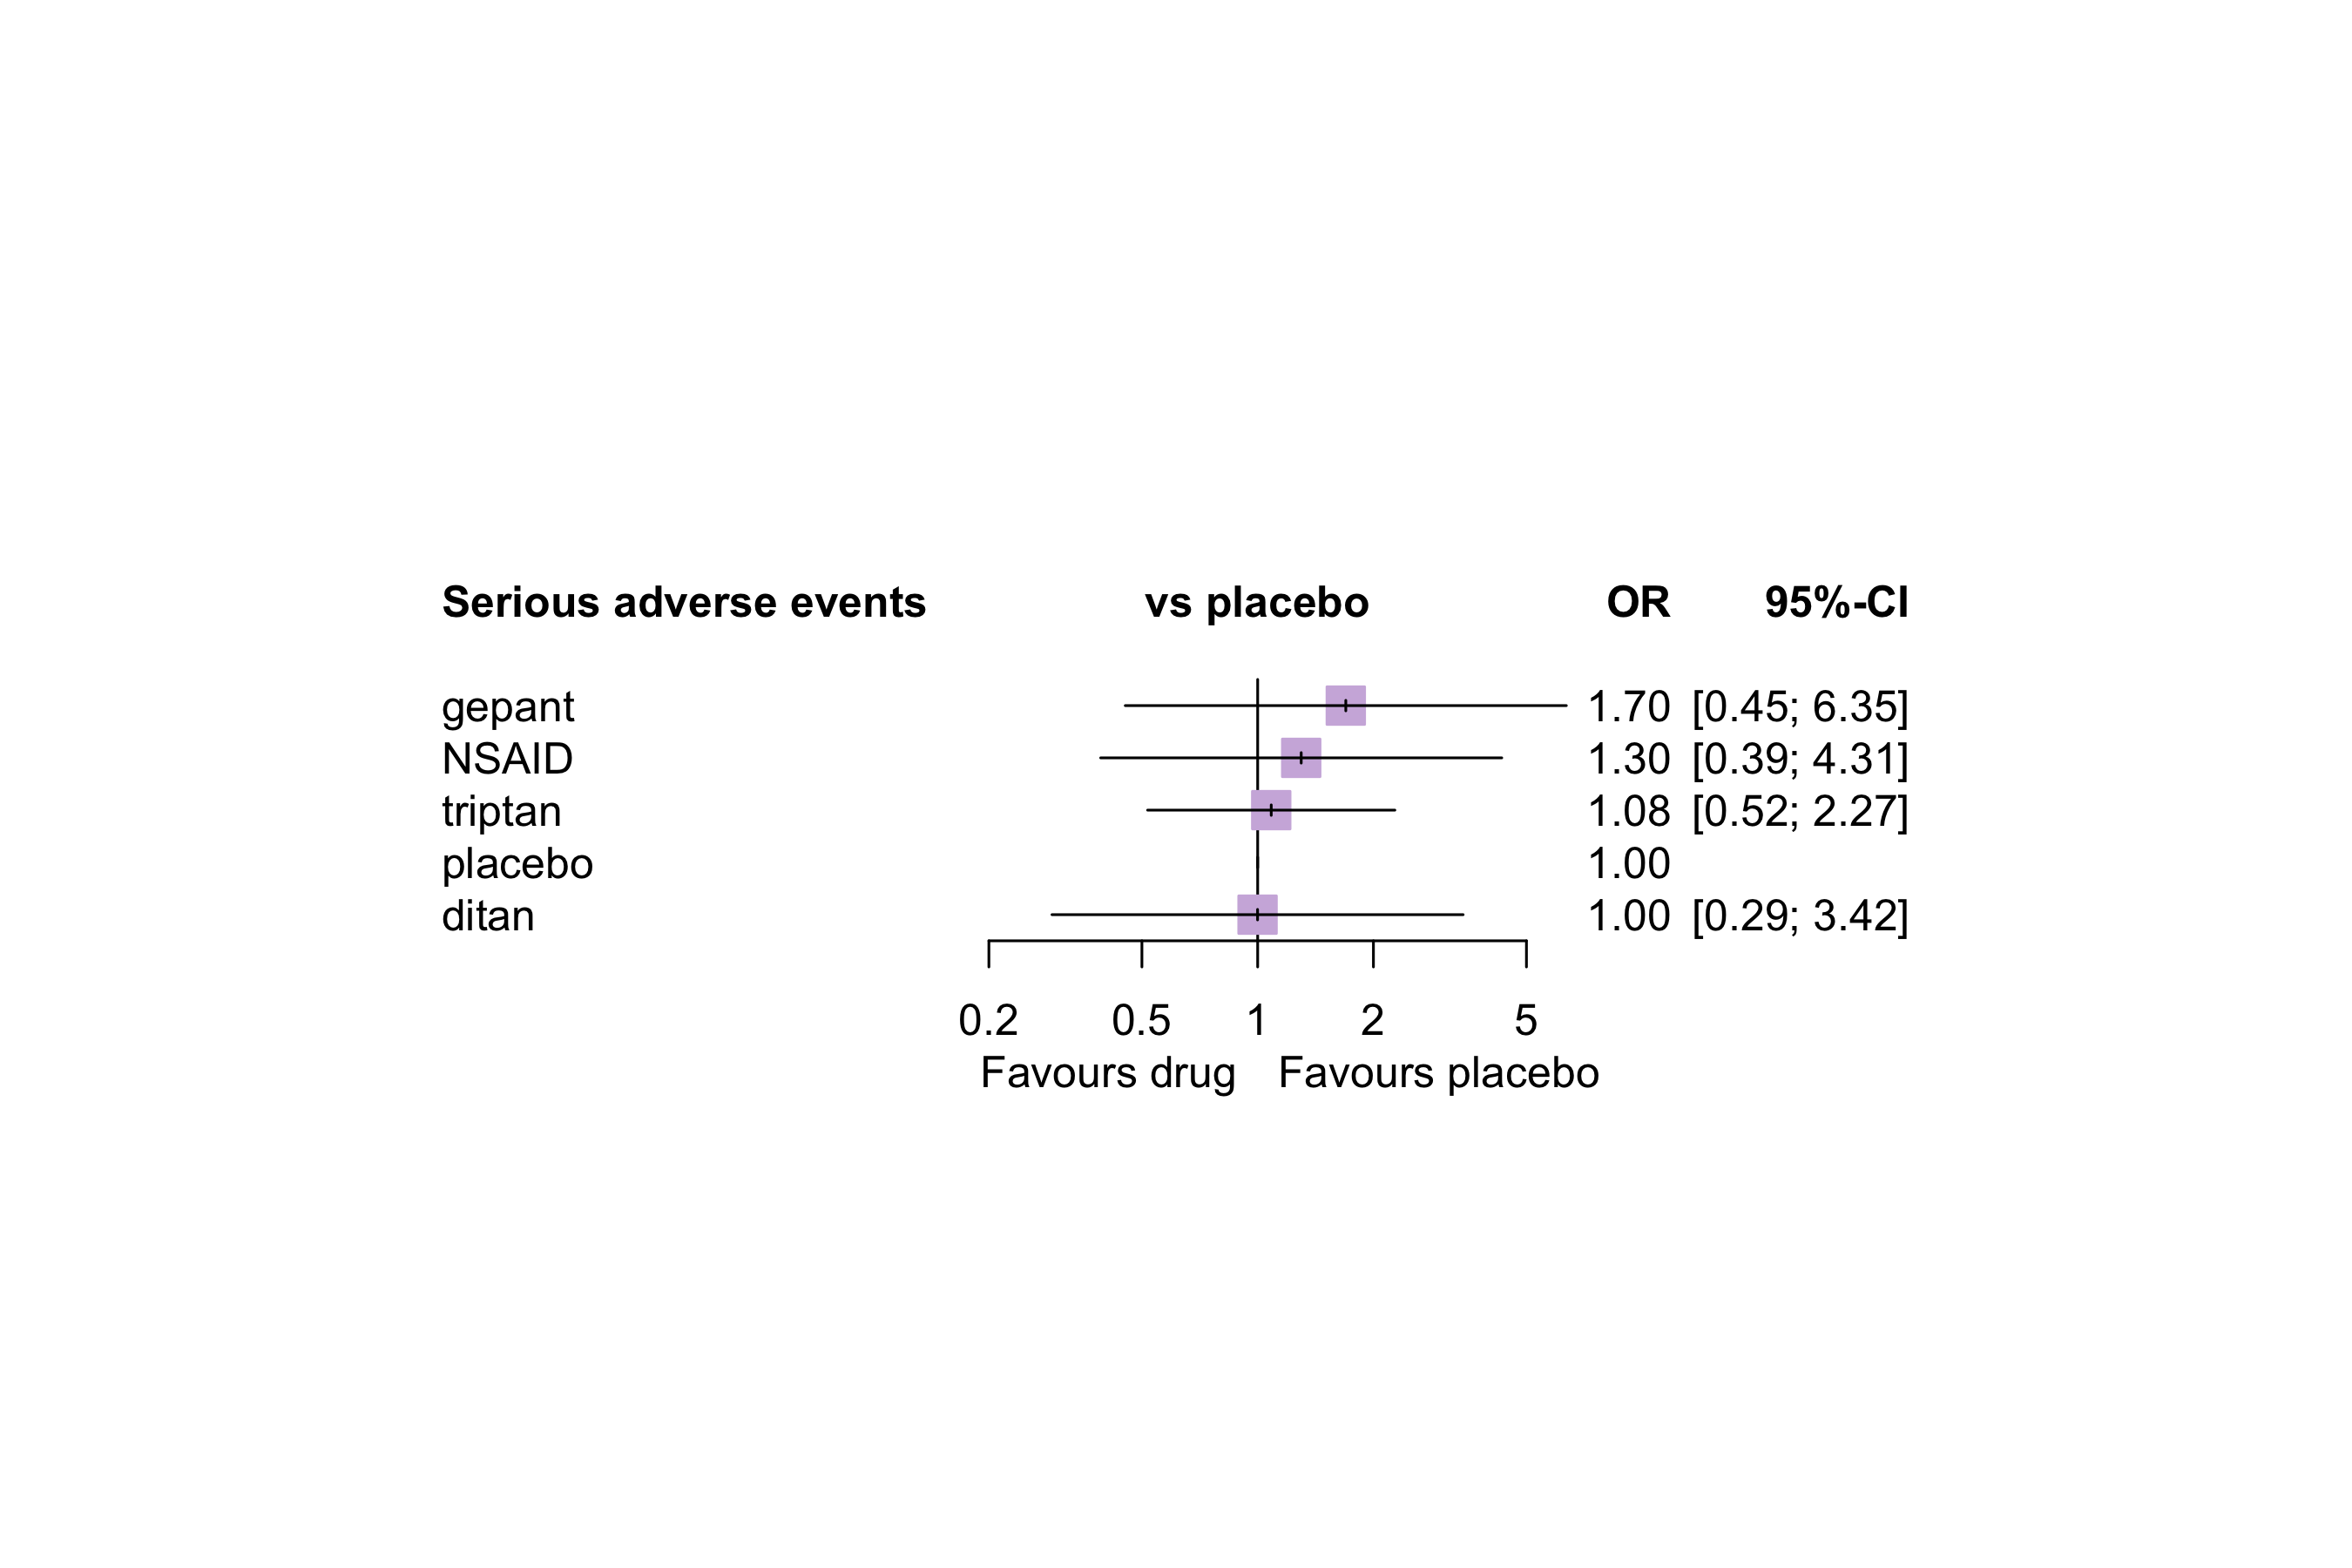 Serious adverse events vs placebo OR 95%-CI
gepant 1.70 [0.45; 6.35]
NSAID 1.30 [0.39; 4.31]
triptan 1.08 [0.52; 2.27]
placebo 1.00
ditan 1.00 [0.29; 3.42]
0.2 0.5 1 2 5
Favours drug Favours placebo